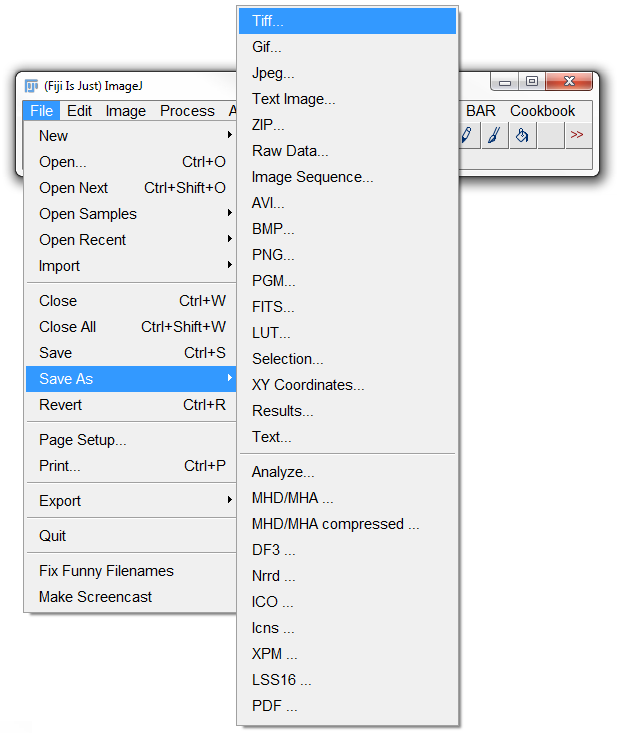 (Fiji Is Just) ImageJ
File Edit Image Process A BAR Cookbook
>>
New
Open... Ctrl+O
Open Next Ctrl+Shift+O
Open Samples
Open Recent
Import
Close Ctrl+W
Close All Ctrl+Shift+W
Save Ctrl+S
Save As
Revert Ctrl+R
Page Setup...
Print... Ctrl+P
Export
Quit
Fix Funny Filenames
Make Screencast
Tiff...
Gif...
Jpeg...
Text Image...
ZIP...
Raw Data...
Image Sequence...
AVI...
BMP...
PNG...
PGM...
FITS...
LUT...
Selection...
XY Coordinates...
Results...
Text...
Analyze...
MHD/MHA ...
MHD/MHA compressed ...
DF3 ...
Nrrd ...
ICO ...
Icns ...
XPM ...
LSS16 ...
PDF ...